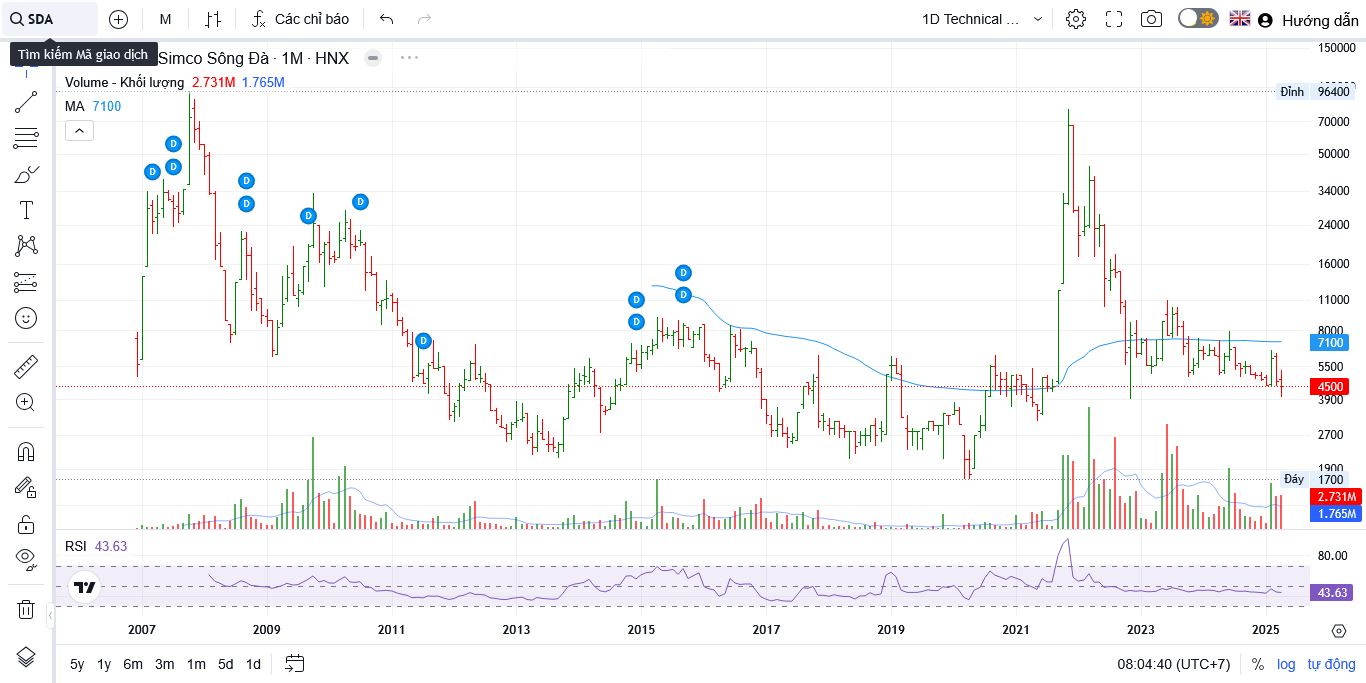 SDA
M
Các chỉ báo
1D Technical ...
Hướng dẫn
Tìm kiếm Mã giao dịch
Simco Sông Đà · 1M · HNX
Volume - Khối lượng 2.731M 1.765M
MA 7100
150000
Đỉnh 96400
70000
50000
34000
24000
16000
11000
8000
7100
5500
4500
3900
2700
1900
Đáy 1700
2.731M
1.765M
D
D
D
D
D
D
D
D
D
D
D
D
RSI 43.63
80.00
43.63
2007 2009 2011 2013 2015 2017 2019 2021 2023 2025
5y 1y 6m 3m 1m 5d 1d
08:04:40 (UTC+7) % log tự động